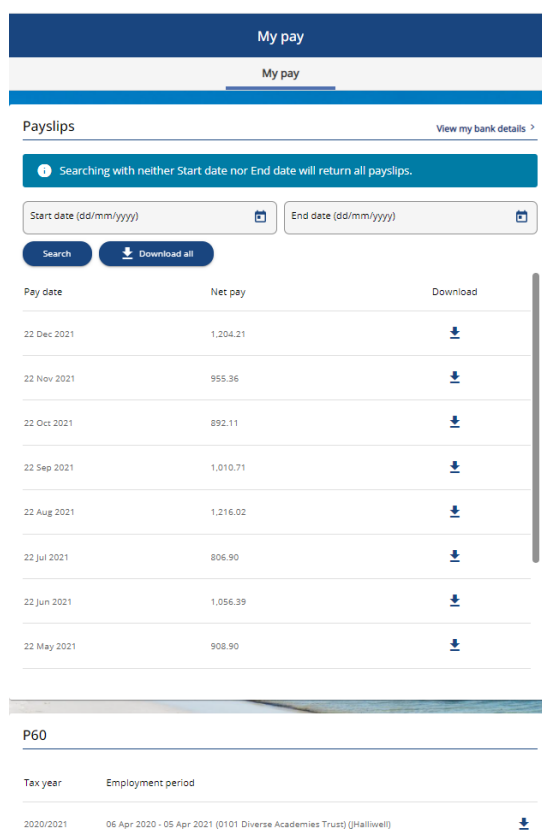 My pay
My pay
Payslips
View my bank details >
Searching with neither Start date nor End date will return all payslips.
Start date (dd/mm/yyyy) End date (dd/mm/yyyy)
Search Download all
Pay date Net pay Download
22 Dec 2021 1,204.21
22 Nov 2021 955.36
22 Oct 2021 892.11
22 Sep 2021 1,010.71
22 Aug 2021 1,216.02
22 Jul 2021 806.90
22 Jun 2021 1,056.39
22 May 2021 908.90
P60
Tax year Employment period
2020/2021 06 Apr 2020 - 05 Apr 2021 (0101 Diverse Academies Trust) (JHalliwell)